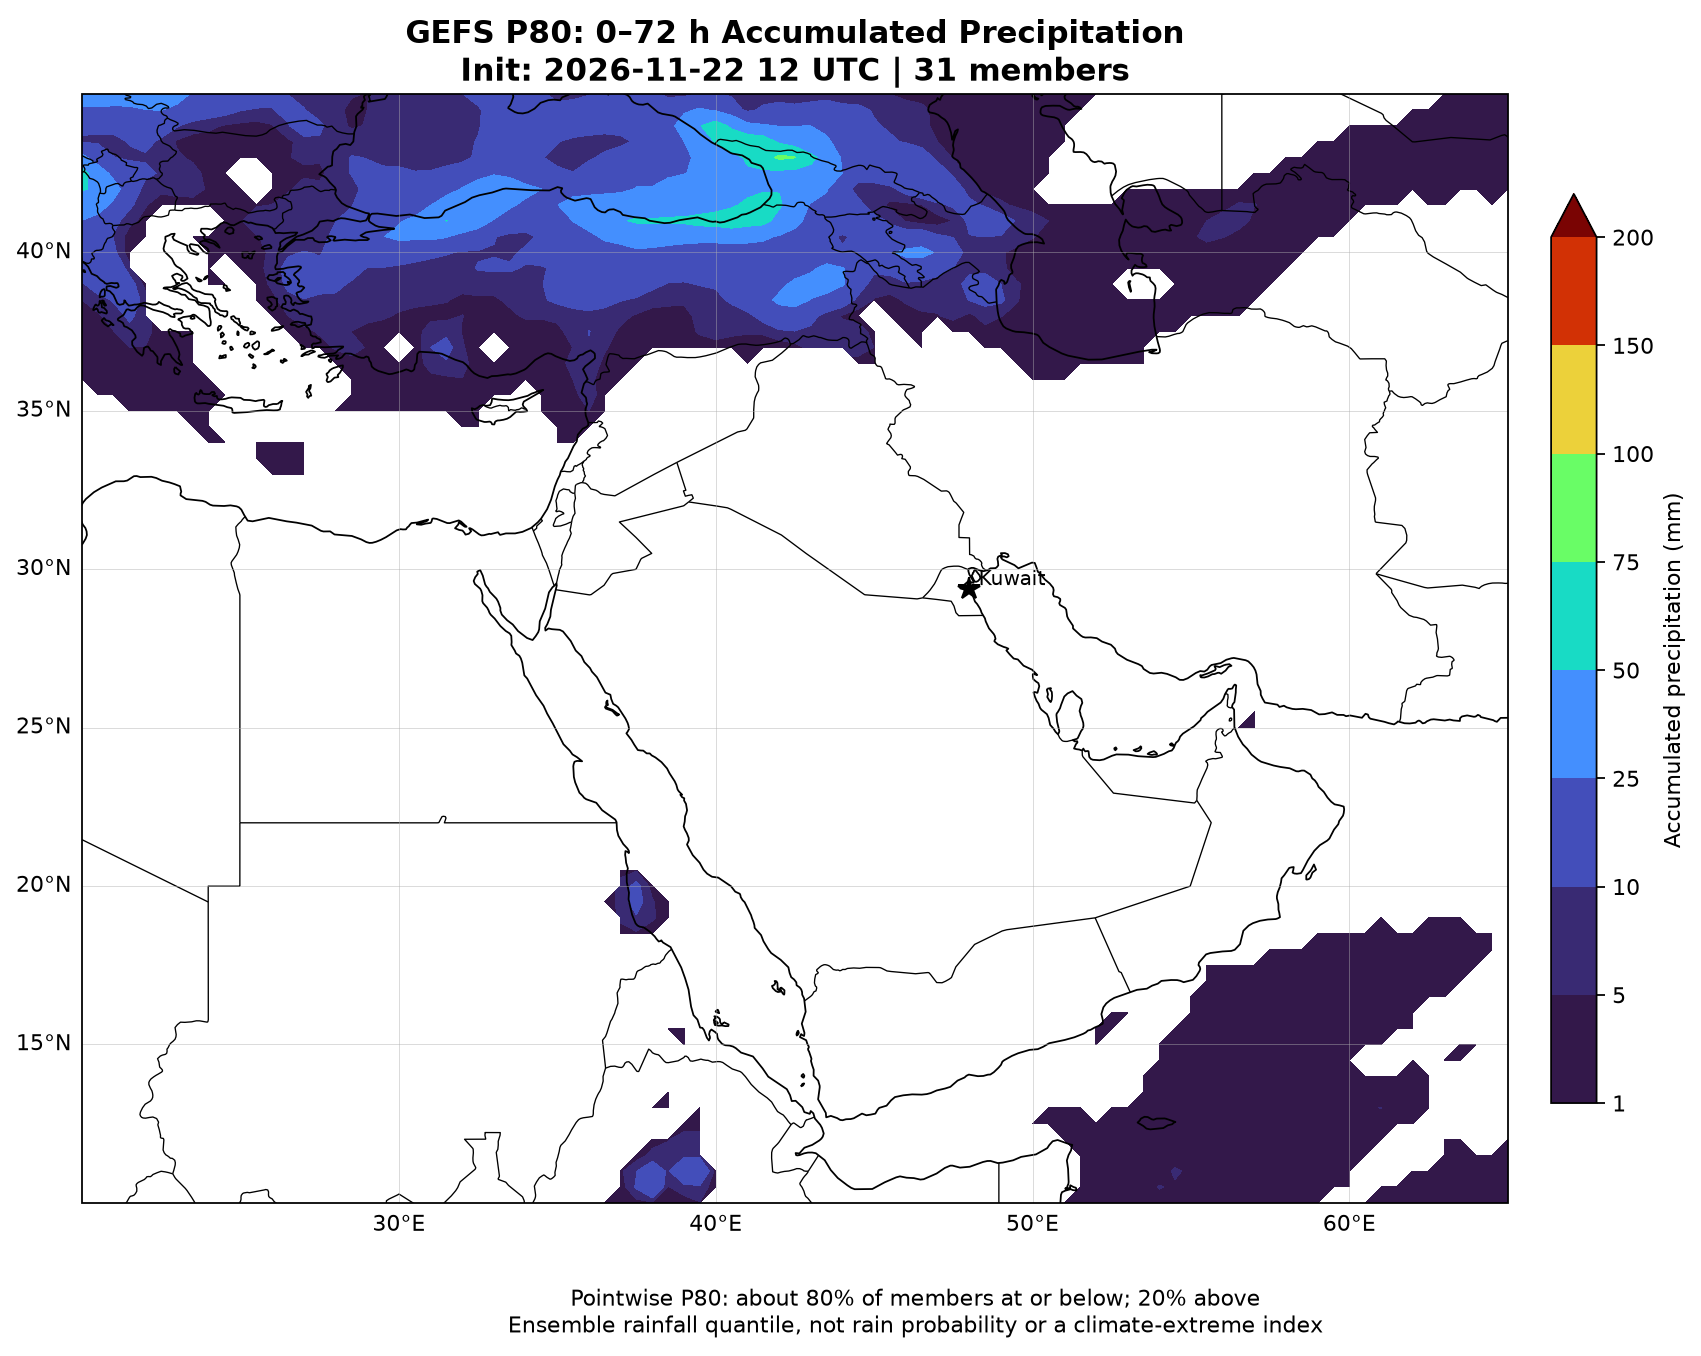 GEFS P80: 0–72 h Accumulated Precipitation
Init: 2026-11-22 12 UTC | 31 members
40°N
35°N
30°N
25°N
20°N
15°N
Kuwait
30°E
40°E
50°E
60°E
200
150
100
75
50
25
10
5
1
Accumulated precipitation (mm)
Pointwise P80: about 80% of members at or below; 20% above
Ensemble rainfall quantile, not rain probability or a climate-extreme index